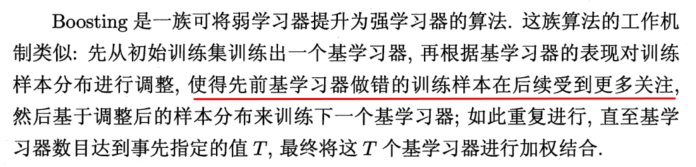 Boosting 是一族可将弱学习器提升为强学习器的算法. 这族算法的工作机
制类似: 先从初始训练集训练出一个基学习器, 再根据基学习器的表现对训练
样本分布进行调整, 使得先前基学习器做错的训练样本在后续受到更多关注,
然后基于调整后的样本分布来训练下一个基学习器; 如此重复进行, 直至基学
习器数目达到事先指定的值 T, 最终将这 T 个基学习器进行加权结合.